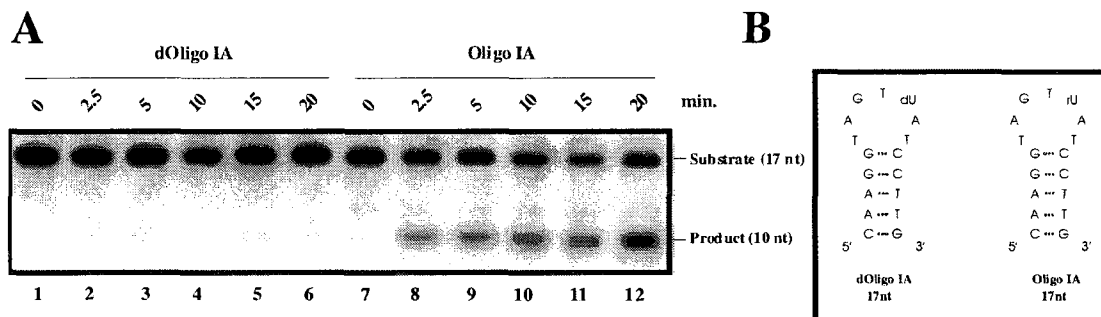 A
dOligo IA
Oligo IA
0 2.5 5 10 15 20 0 2.5 5 10 15 20 min.
Substrate (17 nt)
Product (10 nt)
1 2 3 4 5 6 7 8 9 10 11 12
B
T
G dU
A A
T T
G C
G C
A T
A T
C G
5' 3'
dOligo IA
17nt
T
G rU
A A
T T
G C
G C
A T
A T
C G
5' 3'
Oligo IA
17nt